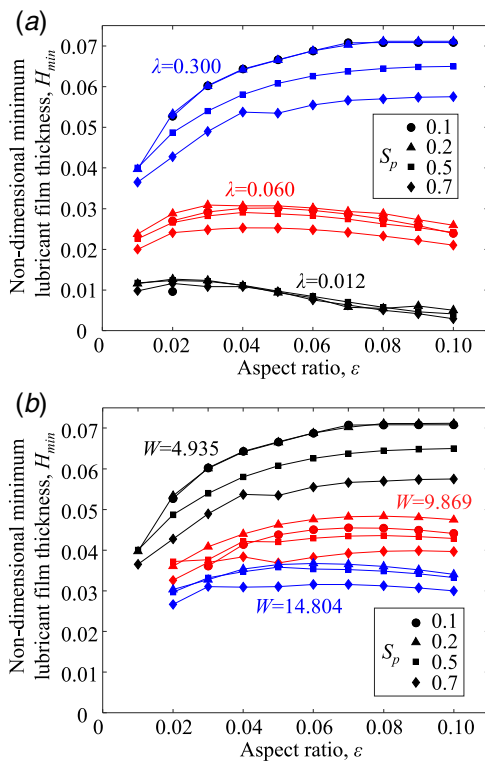 (a)
Non-dimensional minimum
lubricant film thickness, Hmin
0.07
0.06
0.05
0.04
0.03
0.02
0.01
0
λ=0.300
λ=0.060
λ=0.012
Sp
0.1
0.2
0.5
0.7
0 0.02 0.04 0.06 0.08 0.10
Aspect ratio, ε
(b)
Non-dimensional minimum
lubricant film thickness, Hmin
0.07
0.06
0.05
0.04
0.03
0.02
0.01
0
W=4.935
W=9.869
W=14.804
Sp
0.1
0.2
0.5
0.7
0 0.02 0.04 0.06 0.08 0.10
Aspect ratio, ε